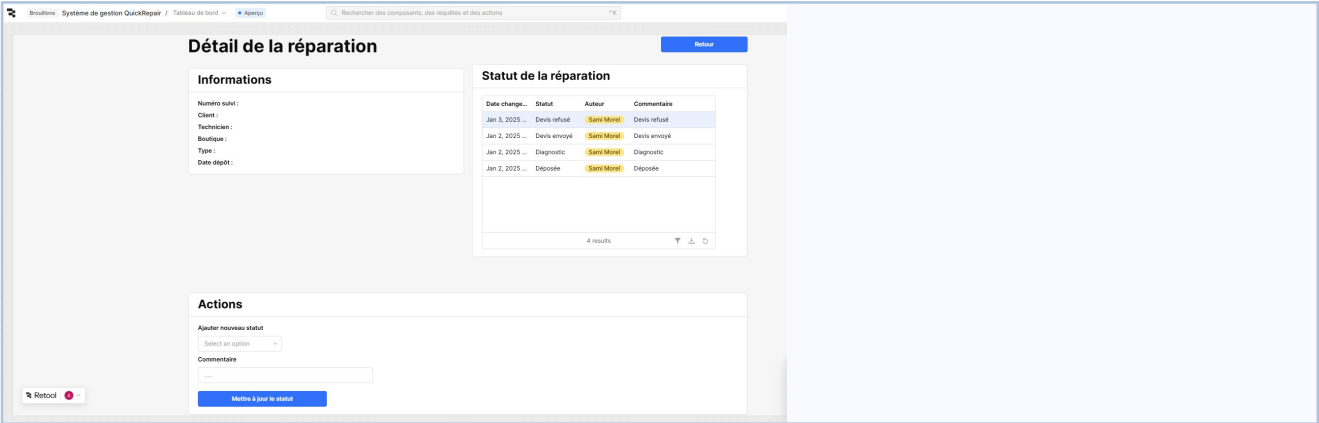 Brouillons Système de gestion QuickRepair / Tableau de bord Aperçu Rechercher des composants, des requêtes et des actions ^K
Détail de la réparation
Retour
Informations
Numéro suivi :
Client :
Technicien :
Boutique :
Type :
Date dépôt :
Statut de la réparation
Date change... Statut Auteur Commentaire
Jan 3, 2025 ... Devis refusé Sami Morel Devis refusé
Jan 2, 2025 ... Devis envoyé Sami Morel Devis envoyé
Jan 2, 2025 ... Diagnostic Sami Morel Diagnostic
Jan 2, 2025 ... Déposée Sami Morel Déposée
4 results
Actions
Ajauter nouveau statut
Select an option
Commentaire
.....
Mettre à jour le statut
Retool